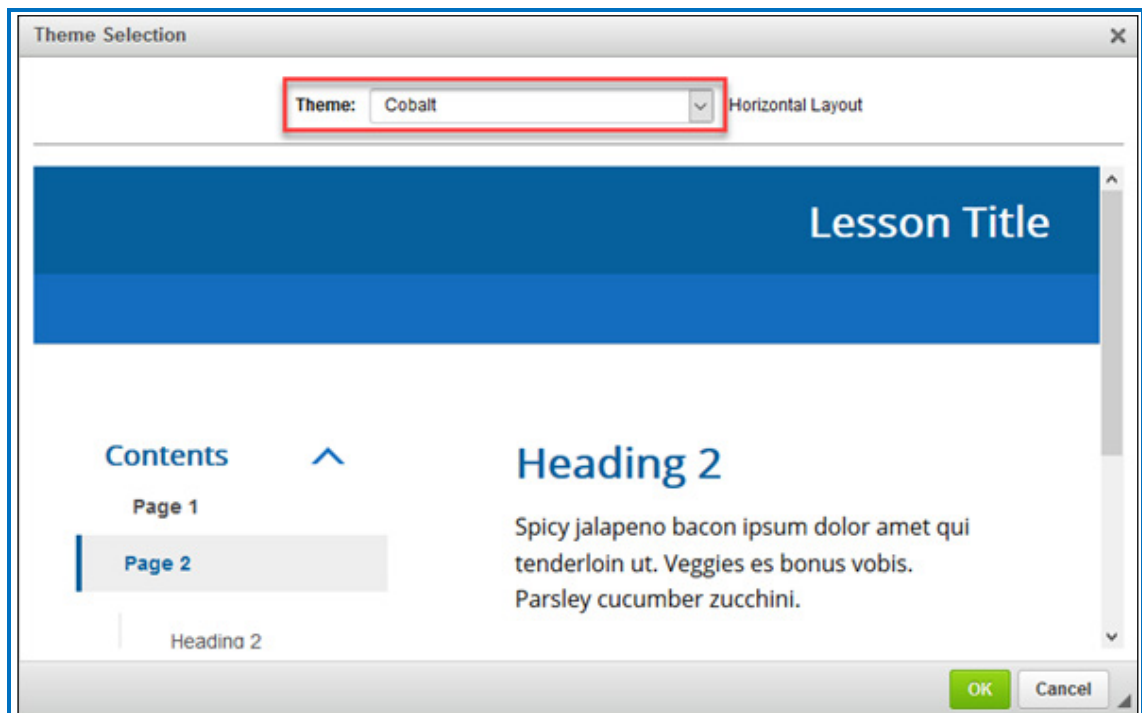 Theme Selection
Theme: Cobalt Horizontal Layout
Lesson Title
Contents
Page 1
Page 2
Heading 2
Heading 2
Spicy jalapeno bacon ipsum dolor amet qui
tenderloin ut. Veggies es bonus vobis.
Parsley cucumber zucchini.
OK Cancel